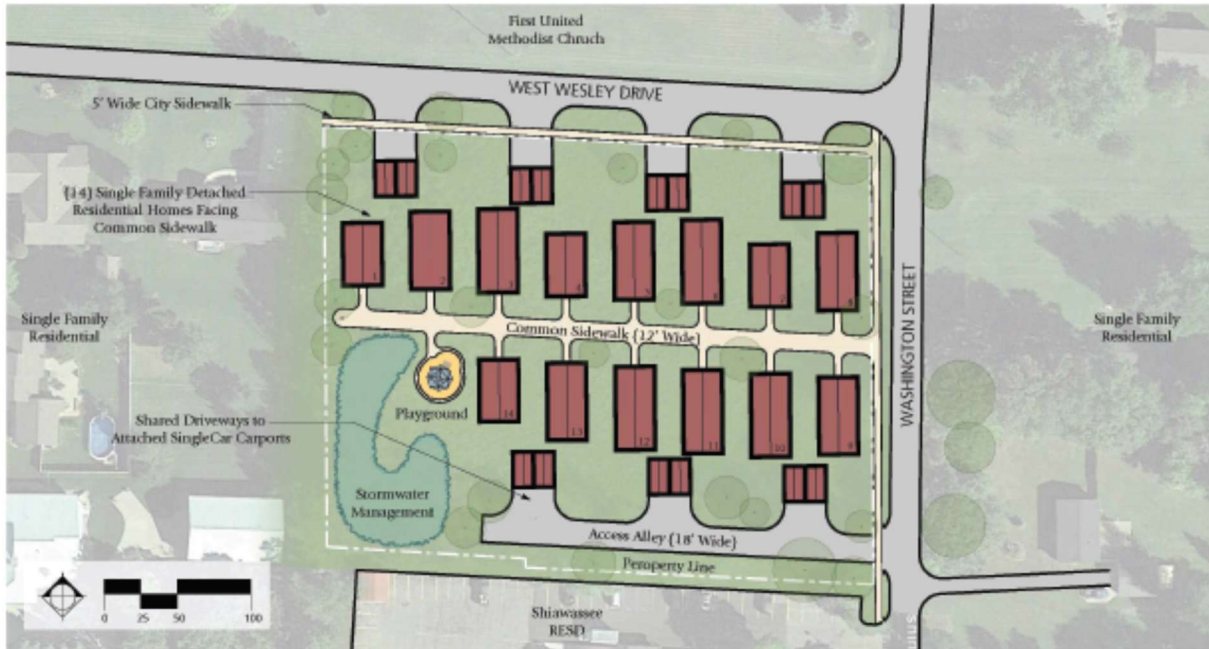 First United
Methodist Chruch
WEST WESLEY DRIVE
5' Wide City Sidewalk
(14) Single Family Detached
Residential Homes Facing
Common Sidewalk
1
2
3
4
5
6
7
8
Single Family
Residential
Common Sidewalk (12' Wide)
WASHINGTON STREET
Single Family
Residential
Playground
14
13
12
11
10
9
Shared Driveways to
Attached SingleCar Carports
Stormwater
Management
Access Alley (18' Wide)
Peroperty Line
0 25 50 100
Shiawassee
RESD